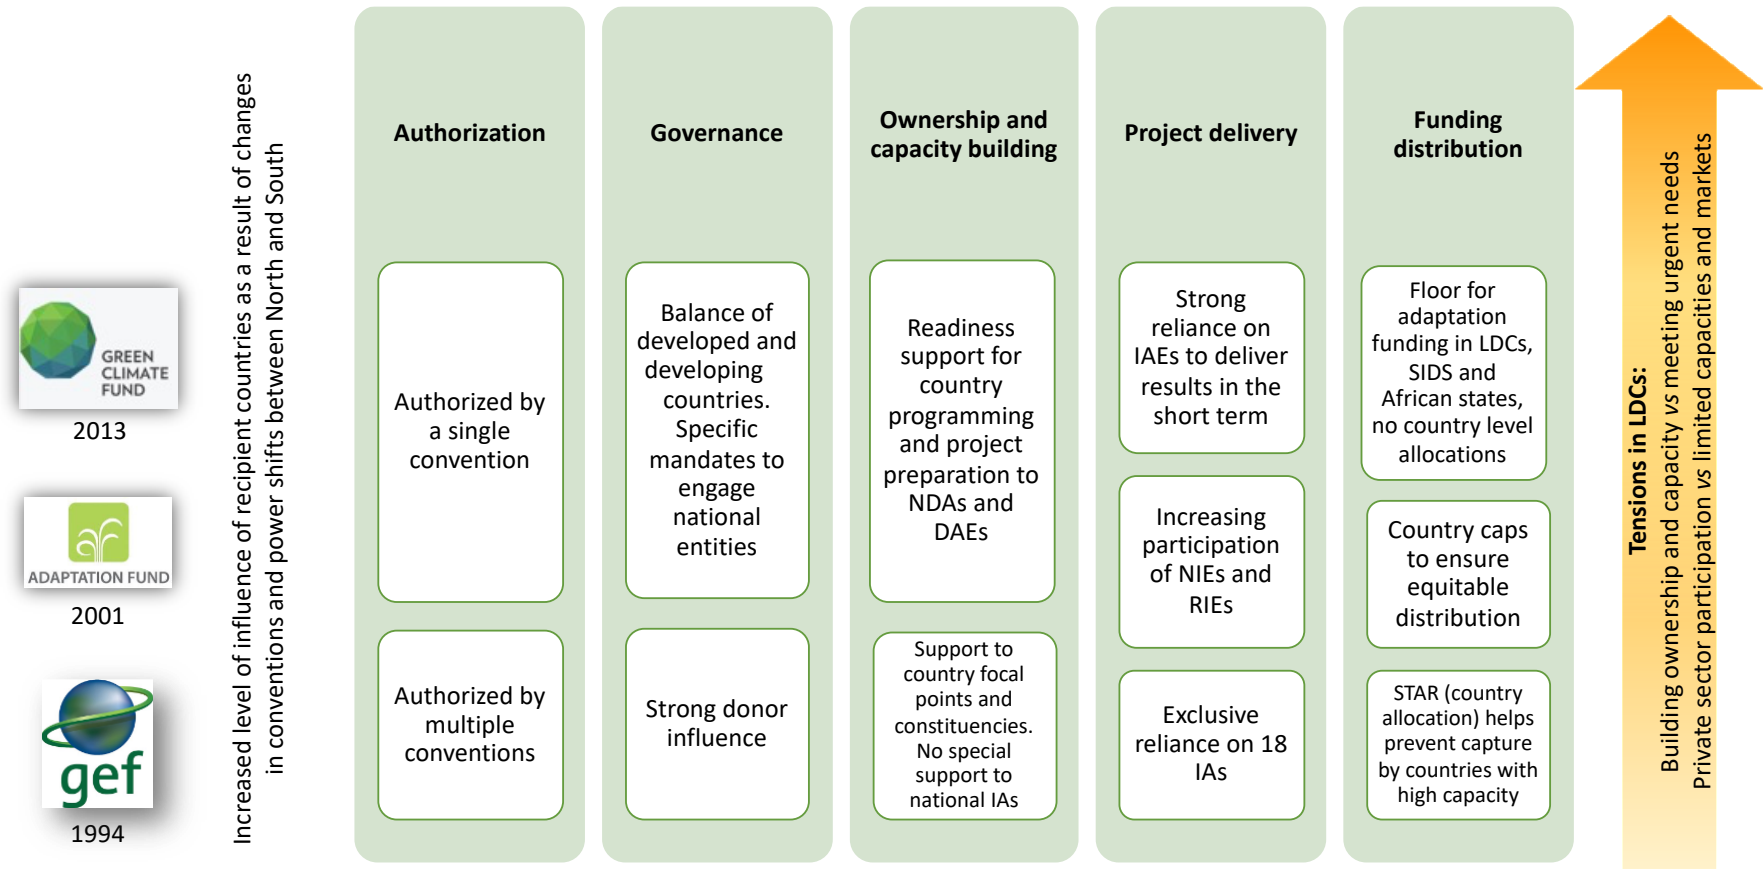 GREEN
CLIMATE
FUND
2013
ADAPTATION FUND
2001
gef
1994
Increased level of influence of recipient countries as a result of changes
in conventions and power shifts between North and South
Authorization
Authorized by
a single
convention
Authorized by
multiple
conventions
Governance
Balance of
developed and
developing
countries.
Specific
mandates to
engage
national
entities
Strong donor
influence
Ownership and
capacity building
Readiness
support for
country
programming
and project
preparation to
NDAs and
DAEs
Support to
country focal
points and
constituencies.
No special
support to
national IAs
Project delivery
Strong
reliance on
IAEs to deliver
results in the
short term
Increasing
participation
of NIEs and
RIEs
Exclusive
reliance on 18
IAs
Funding
distribution
Floor for
adaptation
funding in LDCs,
SIDS and
African states,
no country level
allocations
Country caps
to ensure
equitable
distribution
STAR (country
allocation) helps
prevent capture
by countries with
high capacity
Tensions in LDCs:
Building ownership and capacity vs meeting urgent needs
Private sector participation vs limited capacities and markets